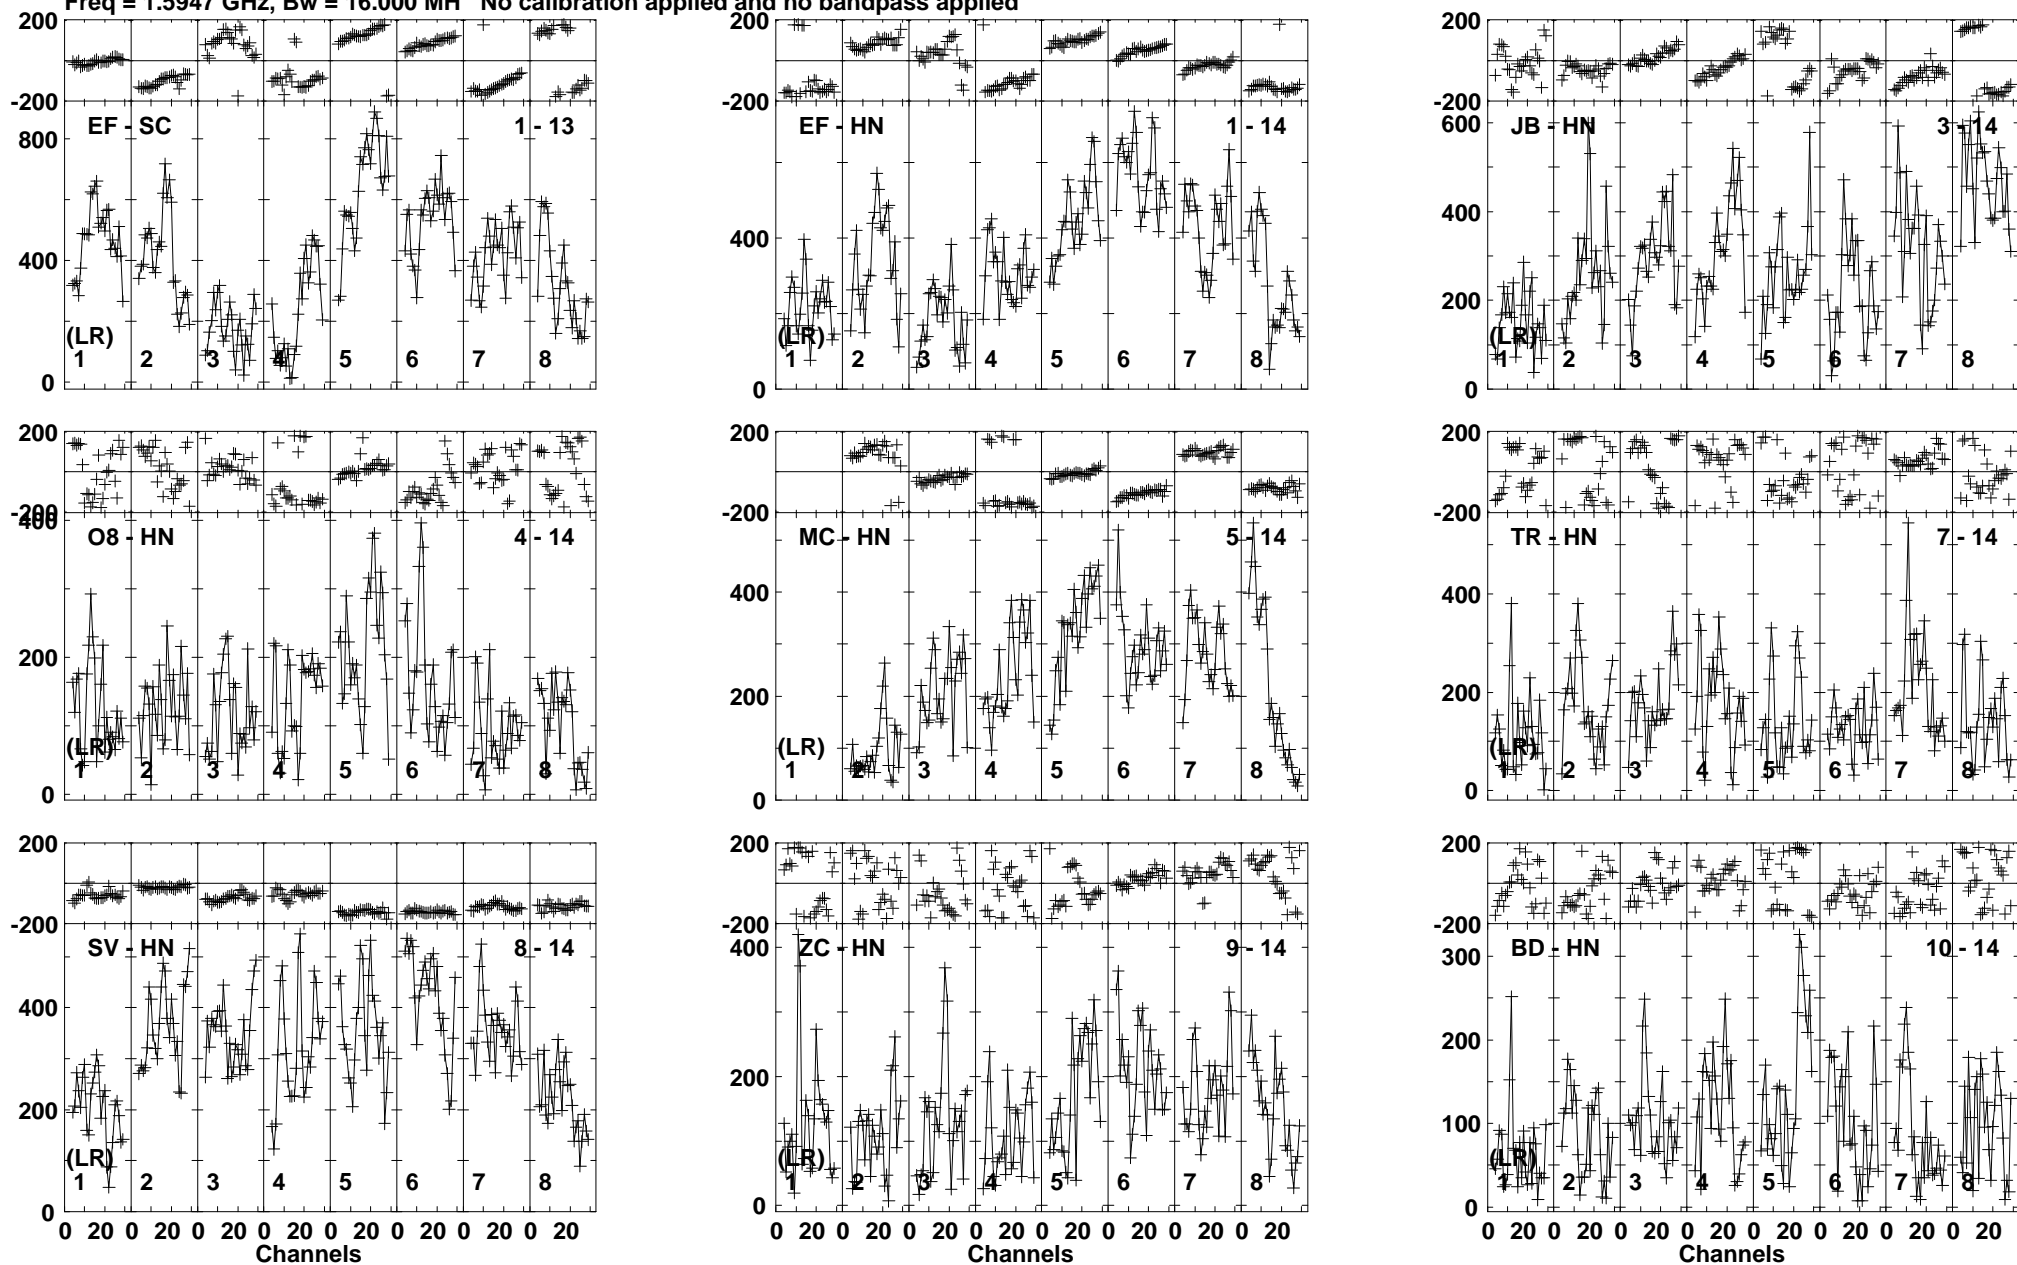 Freq = 1.5947 GHz, Bw = 16.000 MH No calibration applied and no bandpass applied
200 200 200
-200 -200 -200
EF - SC 1 - 13 EF - HN 1 - 14 JB - HN 3 - 14
800 600
400 400 400
200
(LR) (LR) (LR)
1 2 3 4 5 6 7 8 1 2 3 4 5 6 7 8 1 2 3 4 5 6 7 8
0 0 0
200 200 200
-200 -200 -200
400
O8 - HN 4 - 14 MC - HN 5 - 14 TR - HN 7 - 14
400 400
200 200 200
(LR) (LR) (LR)
1 2 3 4 5 6 7 8 1 2 3 4 5 6 7 8 1 2 3 4 5 6 7 8
0 0 0
200 200 200
-200 -200 -200
SV - HN 8 - 14 ZC - HN 9 - 14 BD - HN 10 - 14
400 400 300
200 200 200
100
(LR) (LR) (LR)
1 2 3 4 5 6 7 8 1 2 3 4 5 6 7 8 1 2 3 4 5 6 7 8
0 0 0
0 20 0 20 0 20 0 20 0 20 0 20 0 20 0 20 0 20 0 20 0 20 0 20 0 20 0 20 0 20 0 20 0 20 0 20 0 20 0 20 0 20 0 20 0 20 0 20
Channels Channels Channels